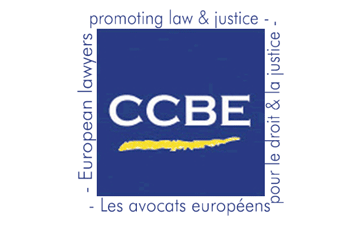 - European lawyers
promoting law & justice - '
CCBE
- Les avocats européens
pour le droit & la justice '